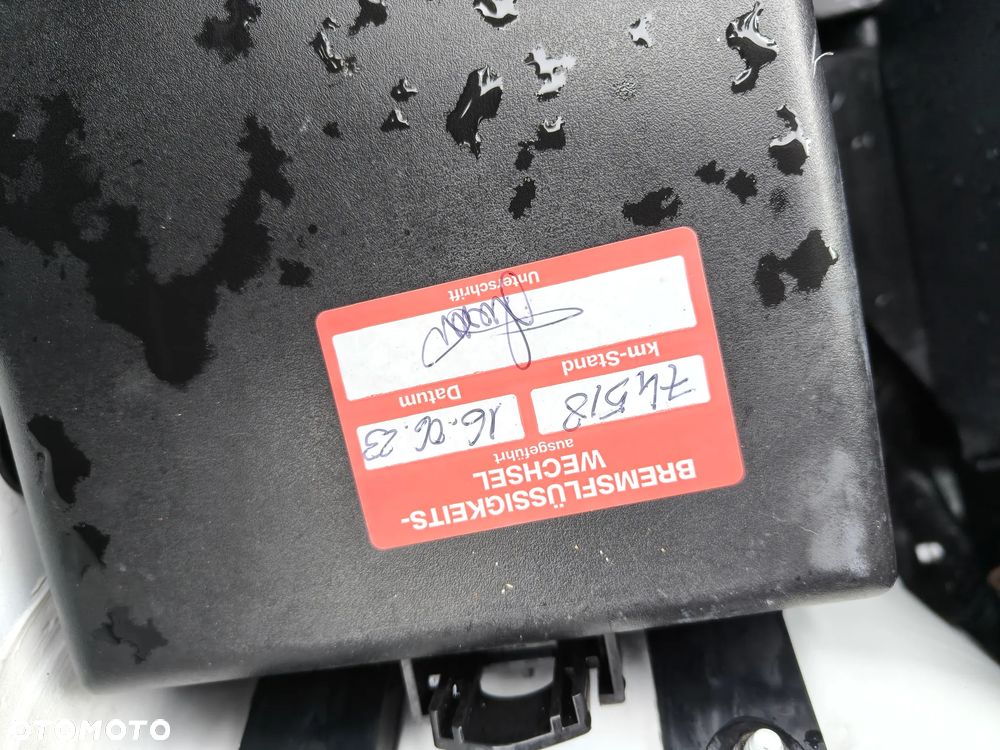 BREMSFLÜSSIGKEITS-
WECHSEL
ausgeführt
74518 16.06.23
km-Stand Datum
Unterschrift
OTOMOTO